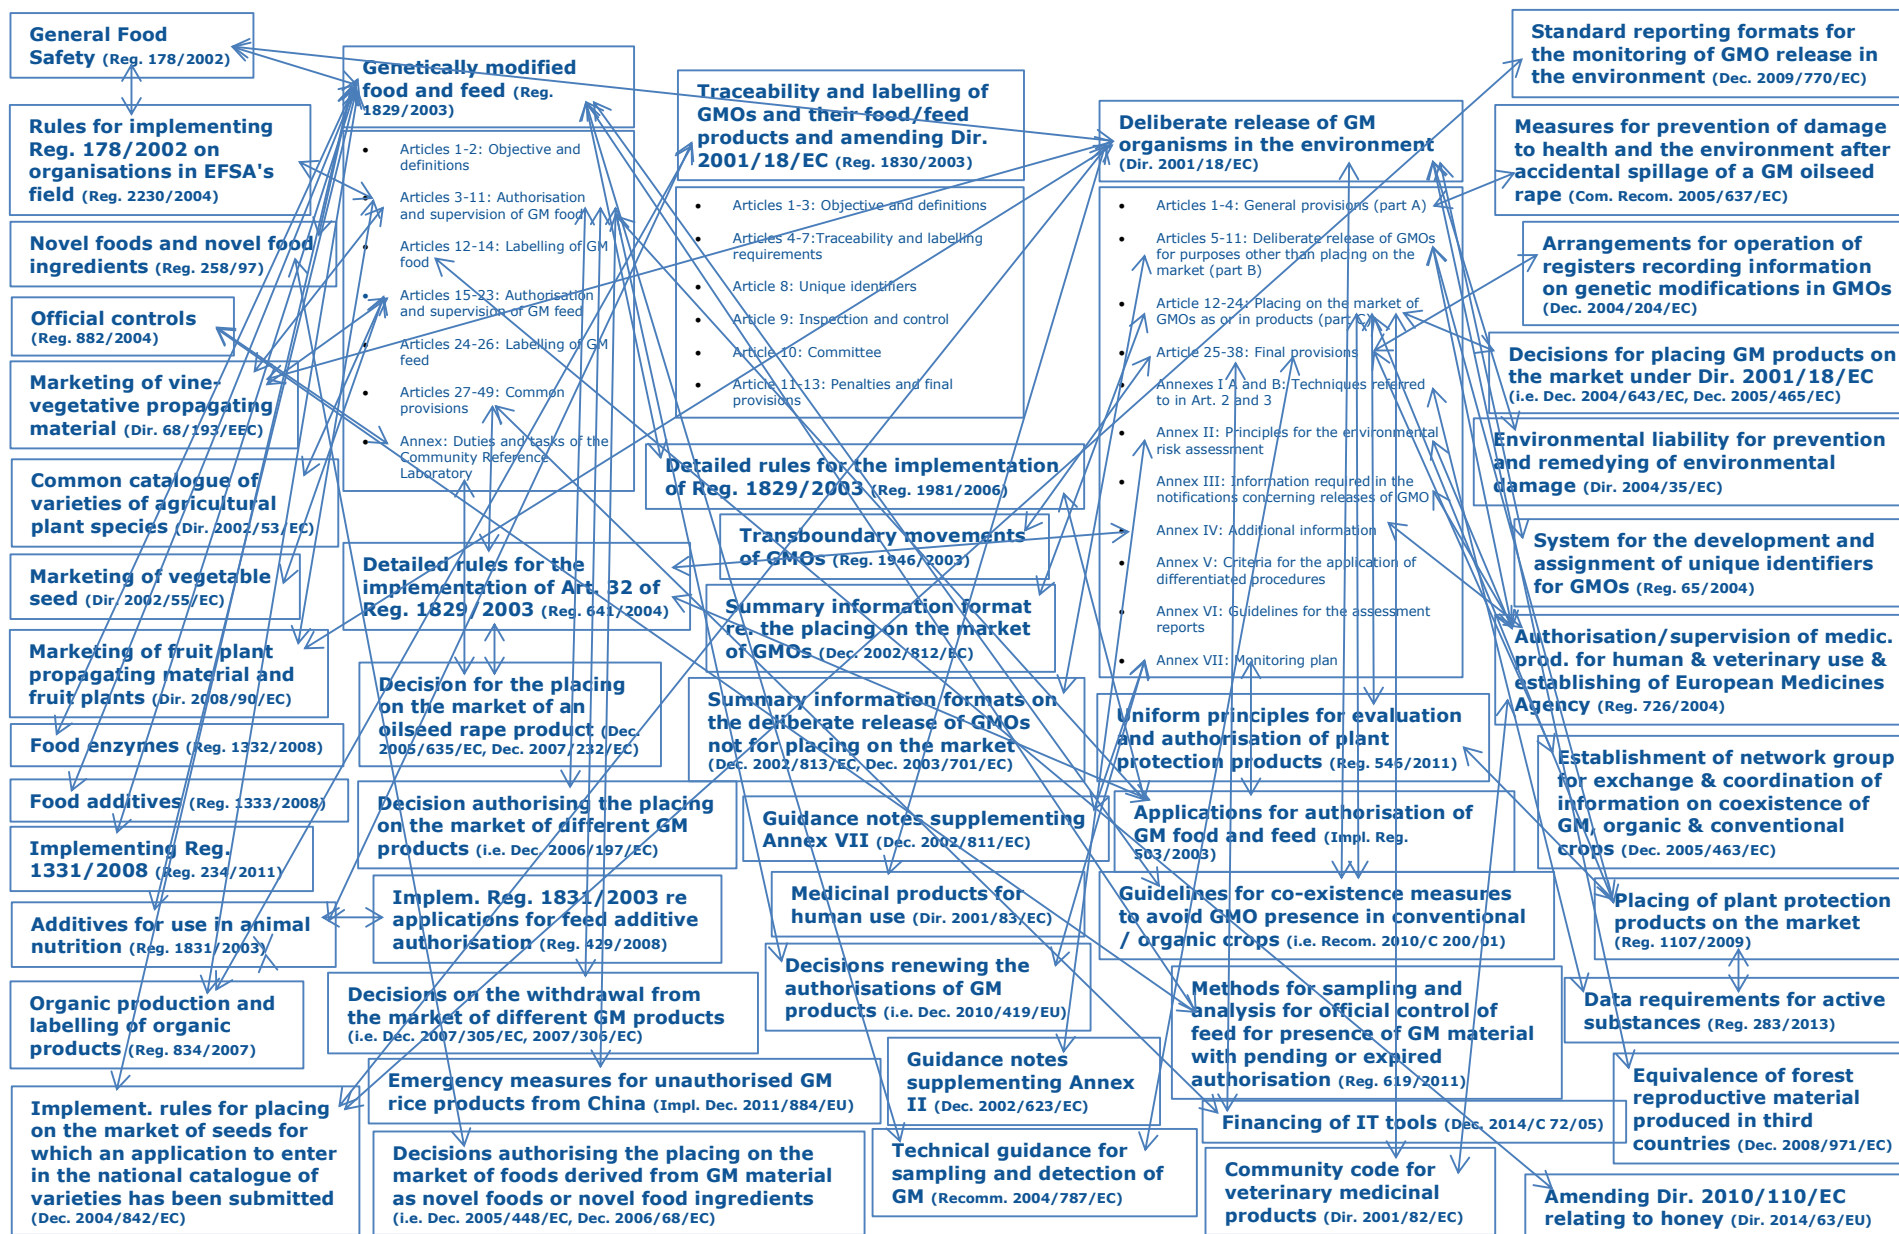 General Food
Safety (Reg. 178/2002)
Rules for implementing
Reg. 178/2002 on
organisations in EFSA's
field (Reg. 2230/2004)
Novel foods and novel food
ingredients (Reg. 258/97)
Official controls
(Reg. 882/2004)
Marketing of vine-
vegetative propagating
material (Dir. 68/193/EEC)
Common catalogue of
varieties of agricultural
plant species (Dir. 2002/53/EC)
Marketing of vegetable
seed (Dir. 2002/55/EC)
Marketing of fruit plant
propagating material and
fruit plants (Dir. 2008/90/EC)
Food enzymes (Reg. 1332/2008)
Food additives (Reg. 1333/2008)
Implementing Reg.
1331/2008 (Reg. 234/2011)
Additives for use in animal
nutrition (Reg. 1831/2003)
Organic production and
labelling of organic
products (Reg. 834/2007)
Implement. rules for placing
on the market of seeds for
which an application to enter
in the national catalogue of
varieties has been submitted
(Dec. 2004/842/EC)
Genetically modified
food and feed (Reg.
1829/2003)
• Articles 1-2: Objective and
definitions
• Articles 3-11: Authorisation
and supervision of GM food
• Articles 12-14: Labelling of GM
food
• Articles 15-23: Authorisation
and supervision of GM feed
• Articles 24-26: Labelling of GM
feed
• Articles 27-49: Common
provisions
• Annex: Duties and tasks of the
Community Reference
Laboratory
Detailed rules for the
implementation of Art. 32 of
Reg. 1829/2003 (Reg. 641/2004)
Decision for the placing
on the market of an
oilseed rape product (Dec.
2005/635/EC, Dec. 2007/232/EC)
Decision authorising the placing
on the market of different GM
products (i.e. Dec. 2006/197/EC)
Implem. Reg. 1831/2003 re
applications for feed additive
authorisation (Reg. 429/2008)
Decisions on the withdrawal from
the market of different GM products
(i.e. Dec. 2007/305/EC, 2007/306/EC)
Emergency measures for unauthorised GM
rice products from China (Impl. Dec. 2011/884/EU)
Decisions authorising the placing on the
market of foods derived from GM material
as novel foods or novel food ingredients
(i.e. Dec. 2005/448/EC, Dec. 2006/68/EC)
Traceability and labelling of
GMOs and their food/feed
products and amending Dir.
2001/18/EC (Reg. 1830/2003)
• Articles 1-3: Objective and definitions
• Articles 4-7:Traceability and labelling
requirements
• Article 8: Unique identifiers
• Article 9: Inspection and control
• Article 10: Committee
• Article 11-13: Penalties and final
provisions
Detailed rules for the implementation
of Reg. 1829/2003 (Reg. 1981/2006)
Transboundary movements
of GMOs (Reg. 1946/2003)
Summary information format
re. the placing on the market
of GMOs (Dec. 2002/812/EC)
Summary information formats on
the deliberate release of GMOs
not for placing on the market
(Dec. 2002/813/EC, Dec. 2003/701/EC)
Guidance notes supplementing
Annex VII (Dec. 2002/811/EC)
Medicinal products for
human use (Dir. 2001/83/EC)
Decisions renewing the
authorisations of GM
products (i.e. Dec. 2010/419/EU)
Guidance notes
supplementing Annex
II (Dec. 2002/623/EC)
Technical guidance for
sampling and detection of
GM (Recomm. 2004/787/EC)
Deliberate release of GM
organisms in the environment
(Dir. 2001/18/EC)
• Articles 1-4: General provisions (part A)
• Articles 5-11: Deliberate release of GMOs
for purposes other than placing on the
market (part B)
• Article 12-24: Placing on the market of
GMOs as or in products (part C)
• Article 25-38: Final provisions
• Annexes I A and B: Techniques referred
to in Art. 2 and 3
• Annex II: Principles for the environmental
risk assessment
• Annex III: Information required in the
notifications concerning releases of GMO
• Annex IV: Additional information
• Annex V: Criteria for the application of
differentiated procedures
• Annex VI: Guidelines for the assessment
reports
• Annex VII: Monitoring plan
Uniform principles for evaluation
and authorisation of plant
protection products (Reg. 546/2011)
Applications for authorisation of
GM food and feed (Impl. Reg.
503/2003)
Guidelines for co-existence measures
to avoid GMO presence in conventional
/ organic crops (i.e. Recom. 2010/C 200/01)
Methods for sampling and
analysis for official control of
feed for presence of GM material
with pending or expired
authorisation (Reg. 619/2011)
Financing of IT tools (Dec. 2014/C 72/05)
Community code for
veterinary medicinal
products (Dir. 2001/82/EC)
Standard reporting formats for
the monitoring of GMO release in
the environment (Dec. 2009/770/EC)
Measures for prevention of damage
to health and the environment after
accidental spillage of a GM oilseed
rape (Com. Recom. 2005/637/EC)
Arrangements for operation of
registers recording information
on genetic modifications in GMOs
(Dec. 2004/204/EC)
Decisions for placing GM products on
the market under Dir. 2001/18/EC
(i.e. Dec. 2004/643/EC, Dec. 2005/465/EC)
Environmental liability for prevention
and remedying of environmental
damage (Dir. 2004/35/EC)
System for the development and
assignment of unique identifiers
for GMOs (Reg. 65/2004)
Authorisation/supervision of medic.
prod. for human & veterinary use &
establishing of European Medicines
Agency (Reg. 726/2004)
Establishment of network group
for exchange & coordination of
information on coexistence of
GM, organic & conventional
crops (Dec. 2005/463/EC)
Placing of plant protection
products on the market
(Reg. 1107/2009)
Data requirements for active
substances (Reg. 283/2013)
Equivalence of forest
reproductive material
produced in third
countries (Dec. 2008/971/EC)
Amending Dir. 2010/110/EC
relating to honey (Dir. 2014/63/EU)